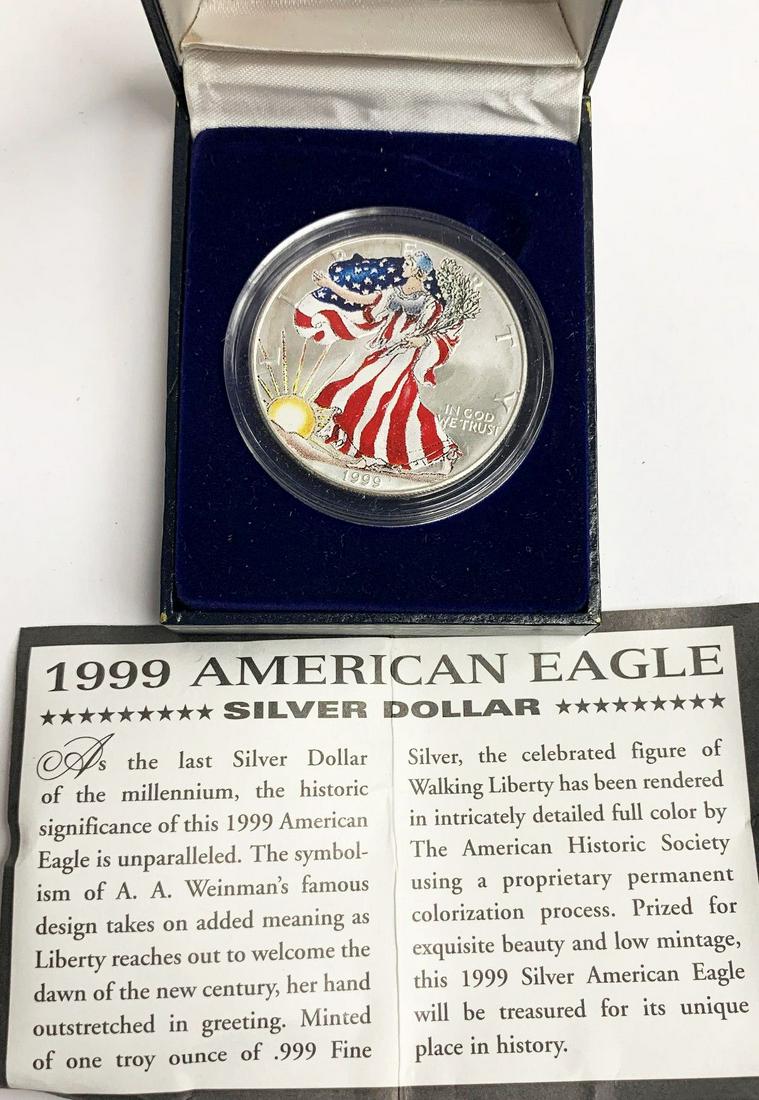 E
R
T
Y
IN GOD
WE TRUST
1999
1999 AMERICAN EAGLE
★★★★★★★★★ SILVER DOLLAR ★★★★★★★★★
As the last Silver Dollar
of the millennium, the historic
significance of this 1999 American
Eagle is unparalleled. The symbol-
ism of A. A. Weinman's famous
design takes on added meaning as
Liberty reaches out to welcome the
dawn of the new century, her hand
outstretched in greeting. Minted
of one troy ounce of .999 Fine
Silver, the celebrated figure of
Walking Liberty has been rendered
in intricately detailed full color by
The American Historic Society
using a proprietary permanent
colorization process. Prized for
exquisite beauty and low mintage,
this 1999 Silver American Eagle
will be treasured for its unique
place in history.